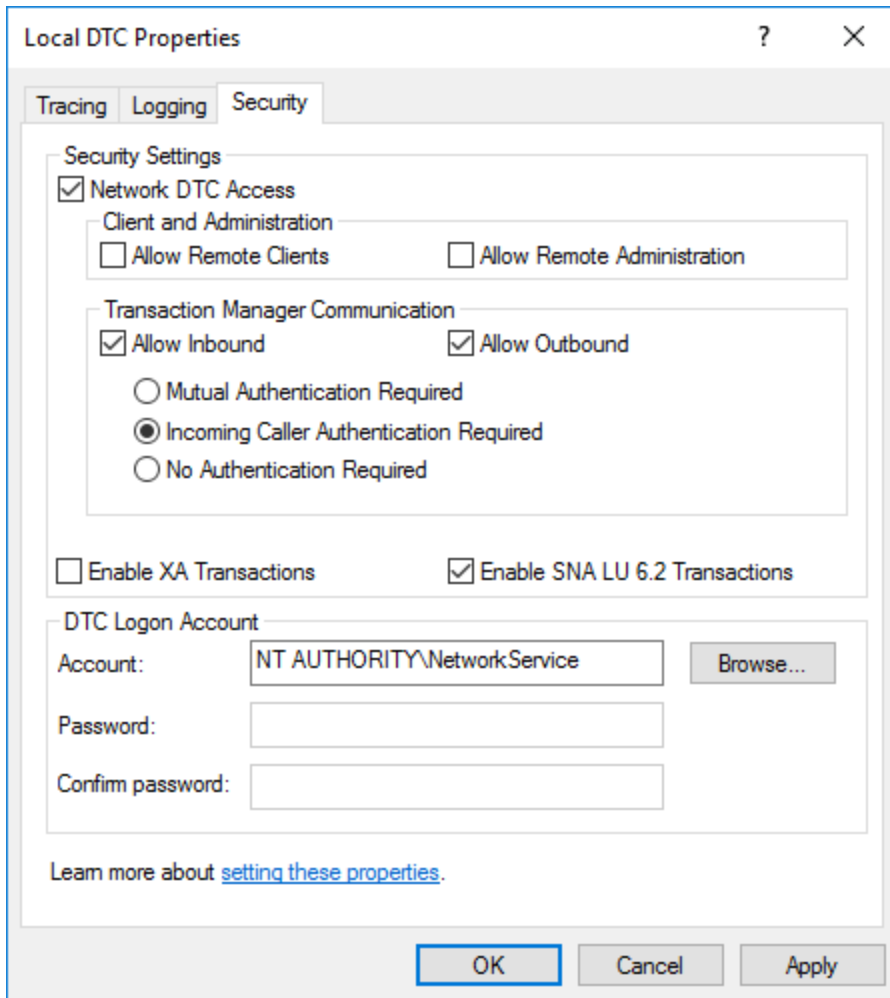 Local DTC Properties ?
Tracing Logging Security
Security Settings
Network DTC Access
Client and Administration
Allow Remote Clients Allow Remote Administration
Transaction Manager Communication
Allow Inbound Allow Outbound
Mutual Authentication Required
Incoming Caller Authentication Required
No Authentication Required
Enable XA Transactions Enable SNA LU 6.2 Transactions
DTC Logon Account
Account: NT AUTHORITY\NetworkService Browse...
Password:
Confirm password:
Learn more about setting these properties.
OK Cancel Apply